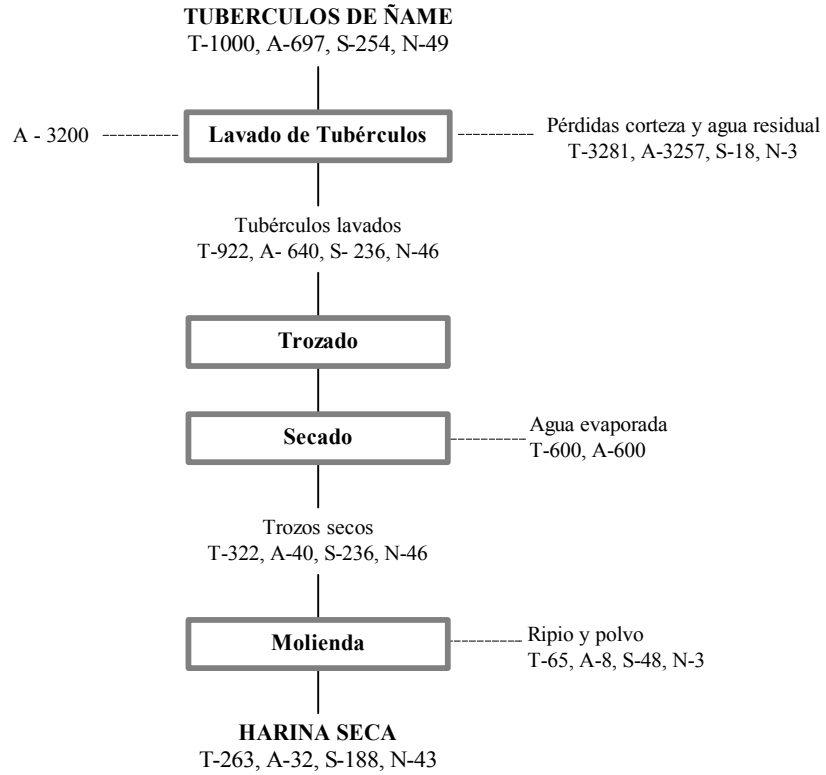 TUBERCULOS DE ÑAME
T-1000, A-697, S-254, N-49
A - 3200
Lavado de Tubérculos
Pérdidas corteza y agua residual
T-3281, A-3257, S-18, N-3
Tubérculos lavados
T-922, A- 640, S- 236, N-46
Trozado
Secado
Agua evaporada
T-600, A-600
Trozos secos
T-322, A-40, S-236, N-46
Molienda
Ripio y polvo
T-65, A-8, S-48, N-3
HARINA SECA
T-263, A-32, S-188, N-43